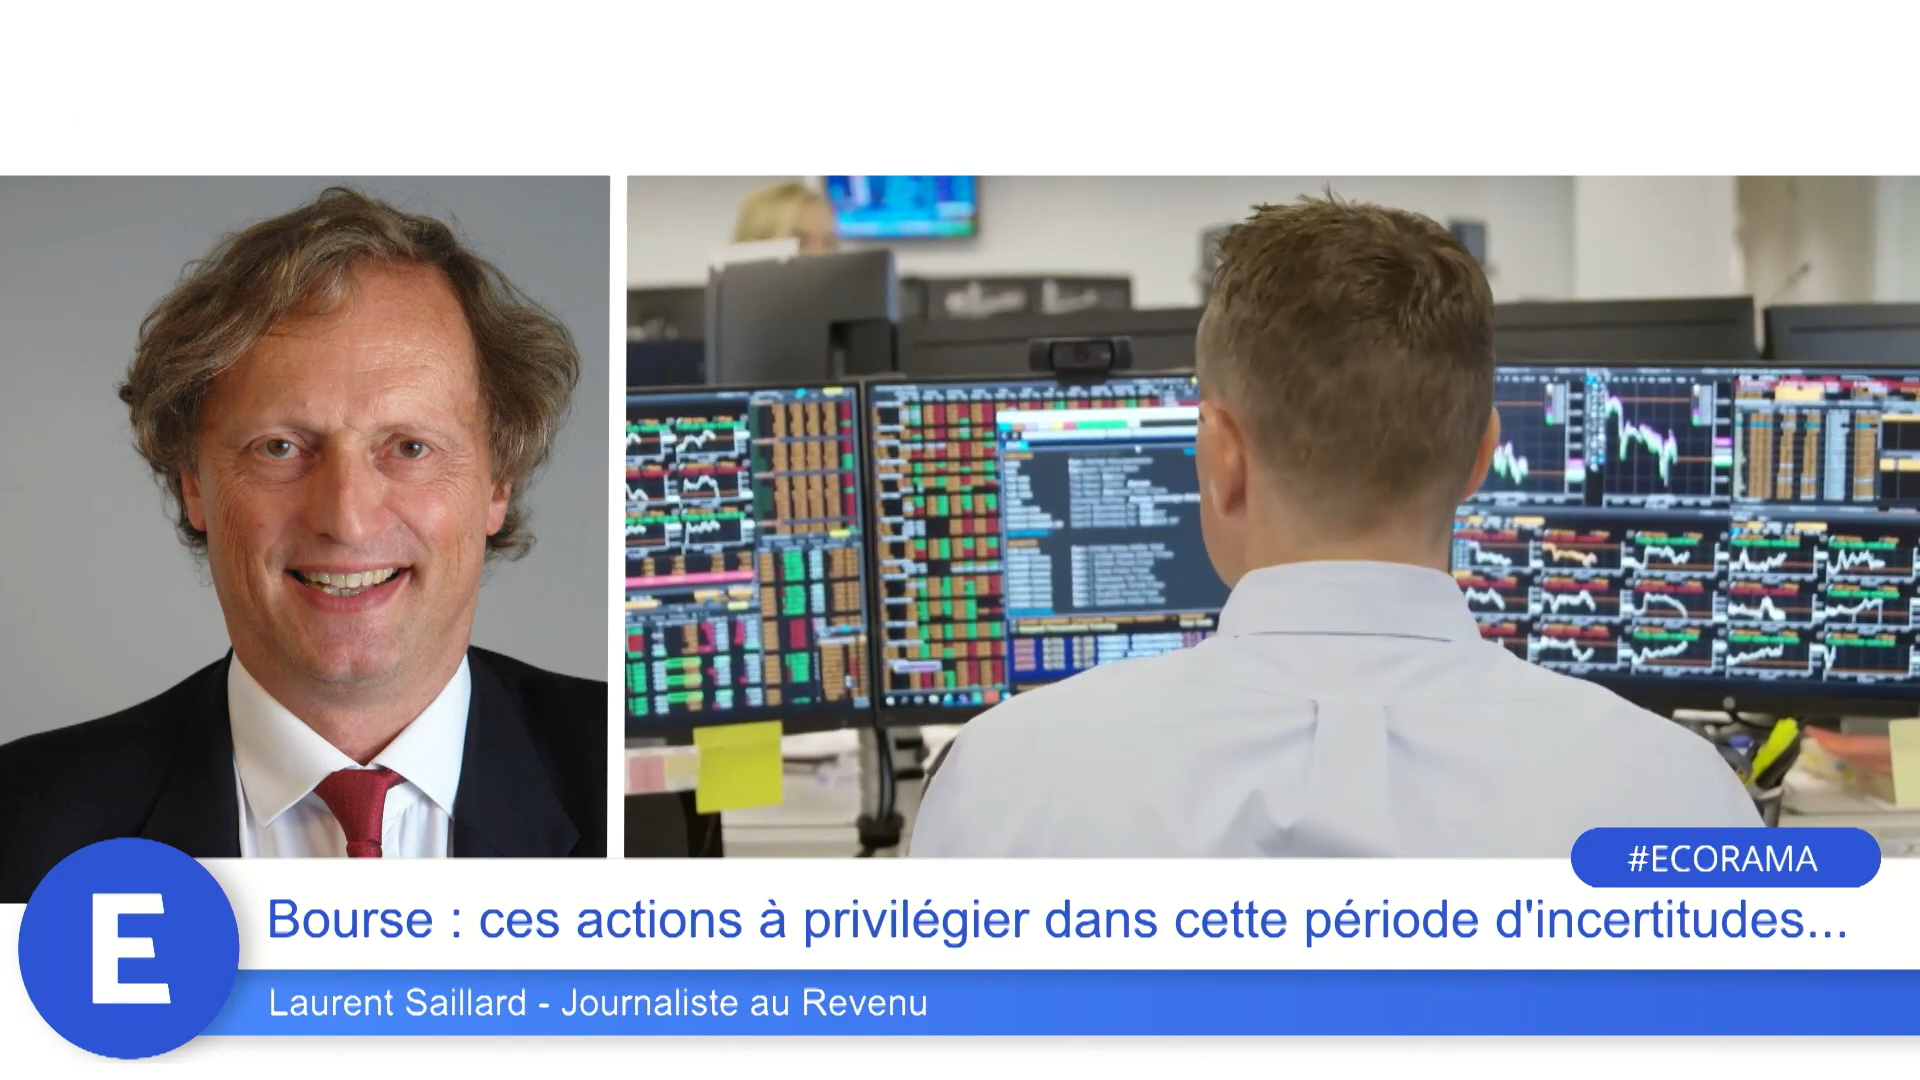 #ECORAMA
E
Bourse : ces actions à privilégier dans cette période d'incertitudes...
Laurent Saillard - Journaliste au Revenu